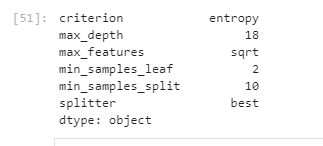 [51]: criterion entropy
max_depth 18
max_features sqrt
min_samples_leaf 2
min_samples_split 10
splitter best
dtype: object